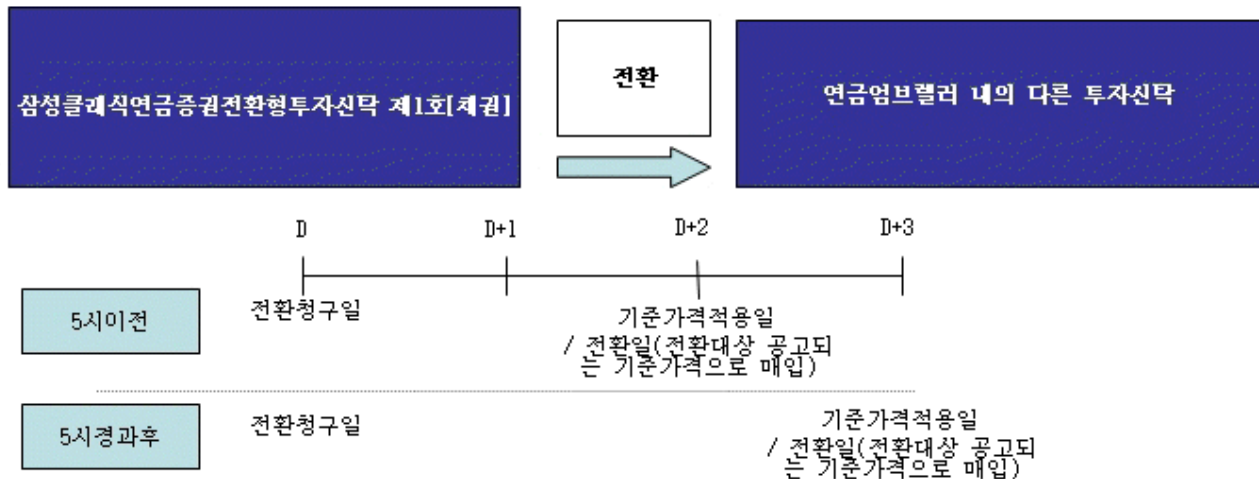 삼성클래식연금증권전환형투자신탁 제1호[채권]
전환
연금엄브렐러 내의 다른 투자신탁
D
D+1
D+2
D+3
5시이전
전환청구일
기준가격적용일
/ 전환일(전환대상 공고되
는 기준가격으로 매입)
5시경과후
전환청구일
기준가격적용일
/ 전환일(전환대상 공고되
는 기준가격으로 매입)